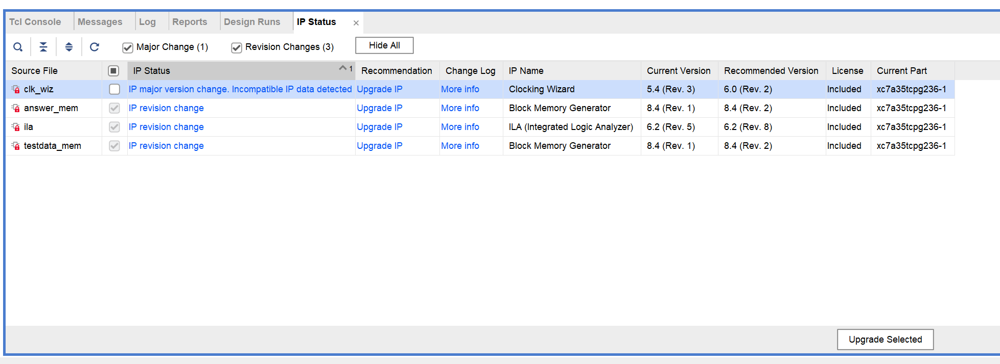 Tcl Console Messages Log Reports Design Runs IP Status ×
Major Change (1) Revision Changes (3) Hide All
Source File IP Status 1 Recommendation Change Log IP Name Current Version Recommended Version License Current Part
clk_wiz IP major version change. Incompatible IP data detected Upgrade IP More info Clocking Wizard 5.4 (Rev. 3) 6.0 (Rev. 2) Included xc7a35tcpg236-1
answer_mem IP revision change Upgrade IP More info Block Memory Generator 8.4 (Rev. 1) 8.4 (Rev. 2) Included xc7a35tcpg236-1
ila IP revision change Upgrade IP More info ILA (Integrated Logic Analyzer) 6.2 (Rev. 5) 6.2 (Rev. 8) Included xc7a35tcpg236-1
testdata_mem IP revision change Upgrade IP More info Block Memory Generator 8.4 (Rev. 1) 8.4 (Rev. 2) Included xc7a35tcpg236-1
Upgrade Selected